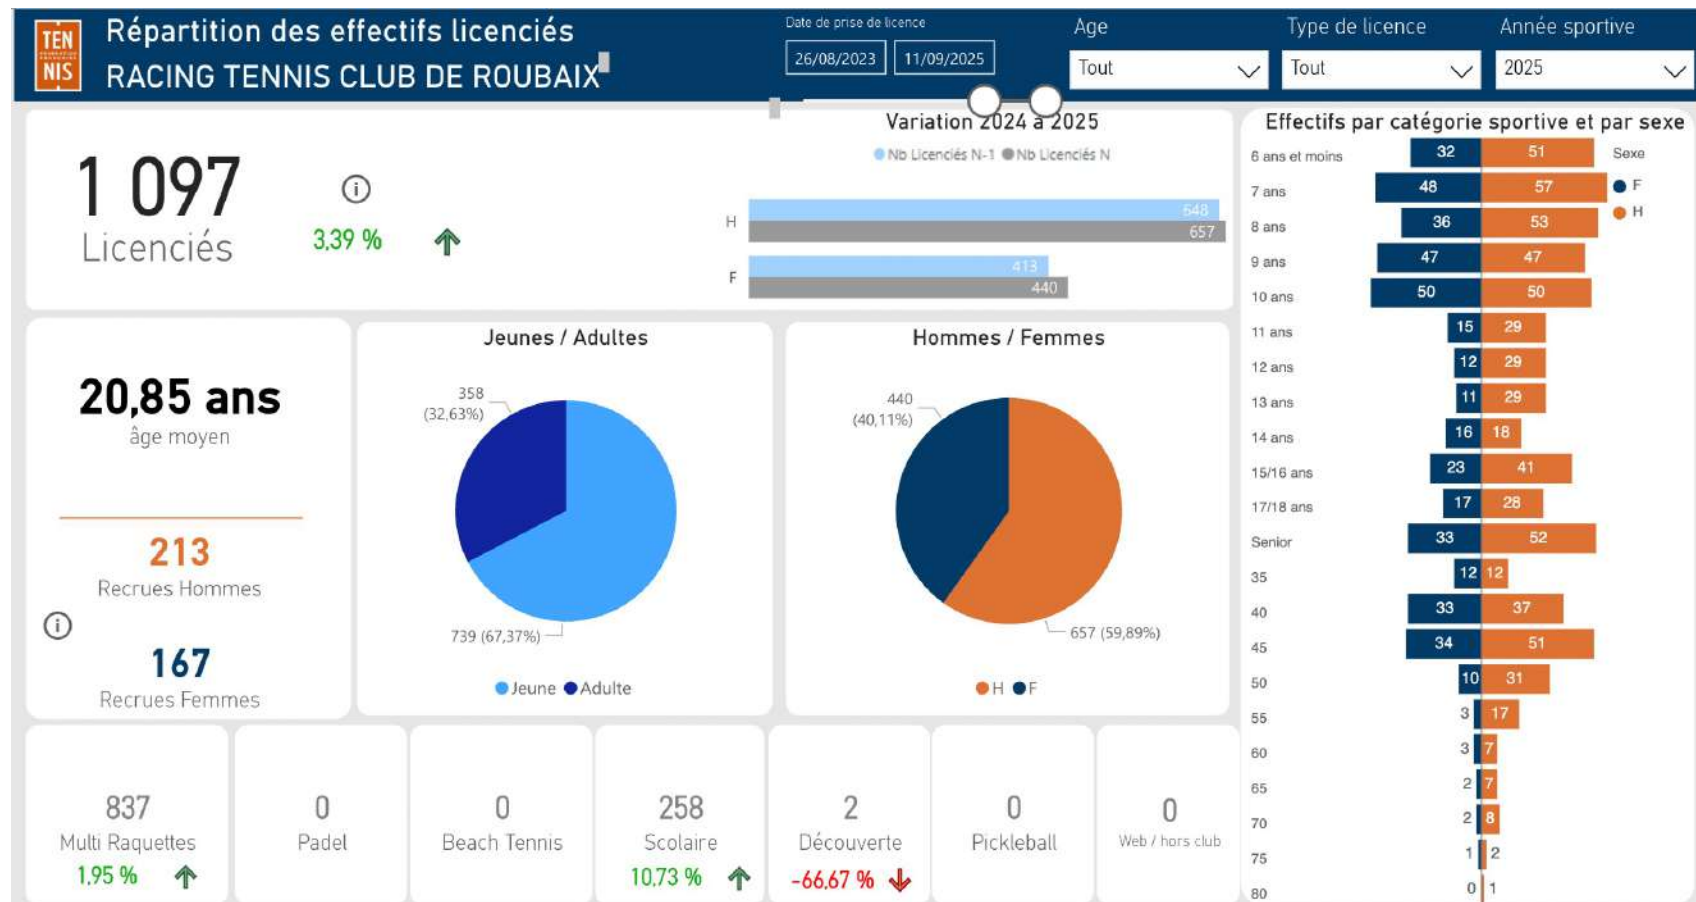 TEN
NIS
Répartition des effectifs licenciés
RACING TENNIS CLUB DE ROUBAIX
Date de prise de licence
26/08/2023
11/09/2025
Age
Tout
Type de licence
Tout
Année sportive
2025
1 097
Licenciés
3,39 %
Variation 2024 à 2025
Nb Licenciés N-1
Nb Licenciés N
H
648
657
F
413
440
20,85 ans
âge moyen
213
Recrues Hommes
167
Recrues Femmes
Jeunes / Adultes
358
(32,63%)
739 (67,37%)
Jeune
Adulte
Hommes / Femmes
440
(40,11%)
657 (59,89%)
H
F
837
Multi Raquettes
1,95 %
0
Padel
0
Beach Tennis
258
Scolaire
10,73 %
2
Découverte
-66,67 %
0
Pickleball
0
Web / hors club
Effectifs par catégorie sportive et par sexe
Sexe
F
H
6 ans et moins 32 51
7 ans 48 57
8 ans 36 53
9 ans 47 47
10 ans 50 50
11 ans 15 29
12 ans 12 29
13 ans 11 29
14 ans 16 18
15/16 ans 23 41
17/18 ans 17 28
Senior 33 52
35 12 12
40 33 37
45 34 51
50 10 31
55 3 17
60 3 7
65 2 7
70 2 8
75 1 2
80 0 1